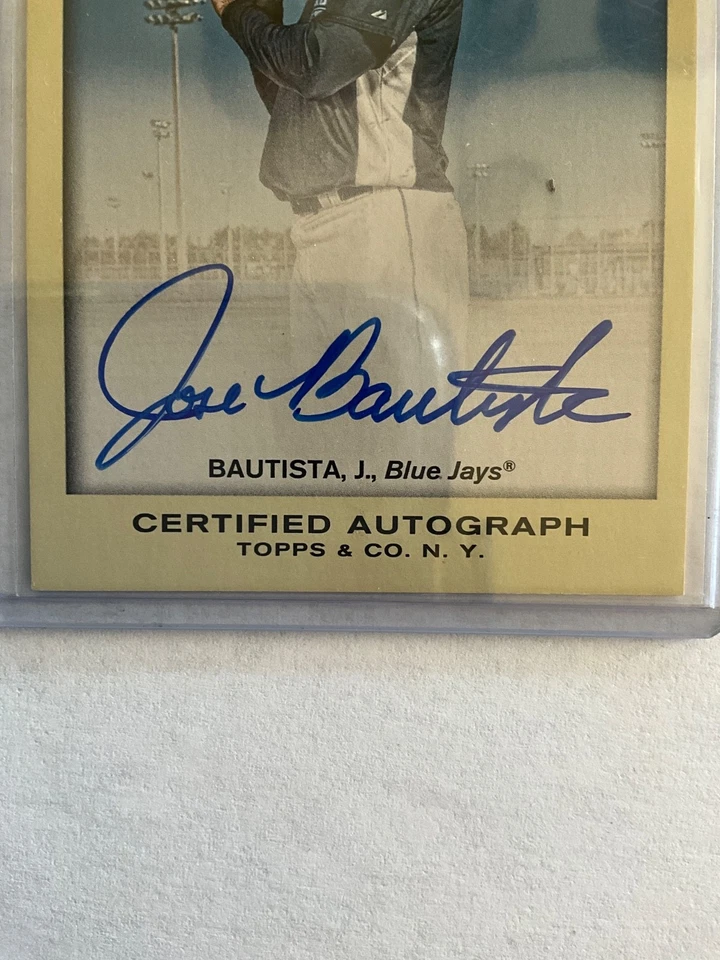 Jose Bautista
BAUTISTA, J., Blue Jays®
CERTIFIED AUTOGRAPH
TOPPS & CO. N. Y.